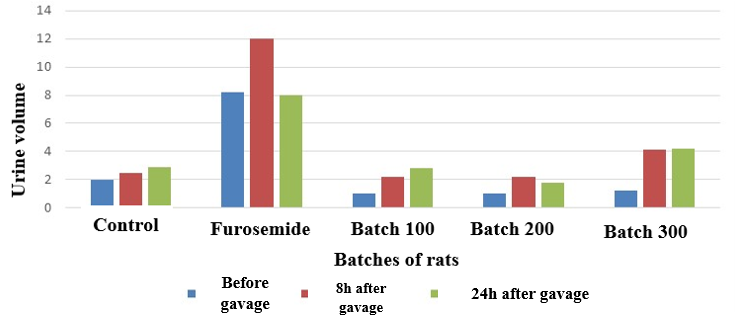 14
12
10
8
6
4
2
0
Urine volume
Control Furosemide Batch 100 Batch 200 Batch 300
Batches of rats
Before gavage
8h after gavage
24h after gavage